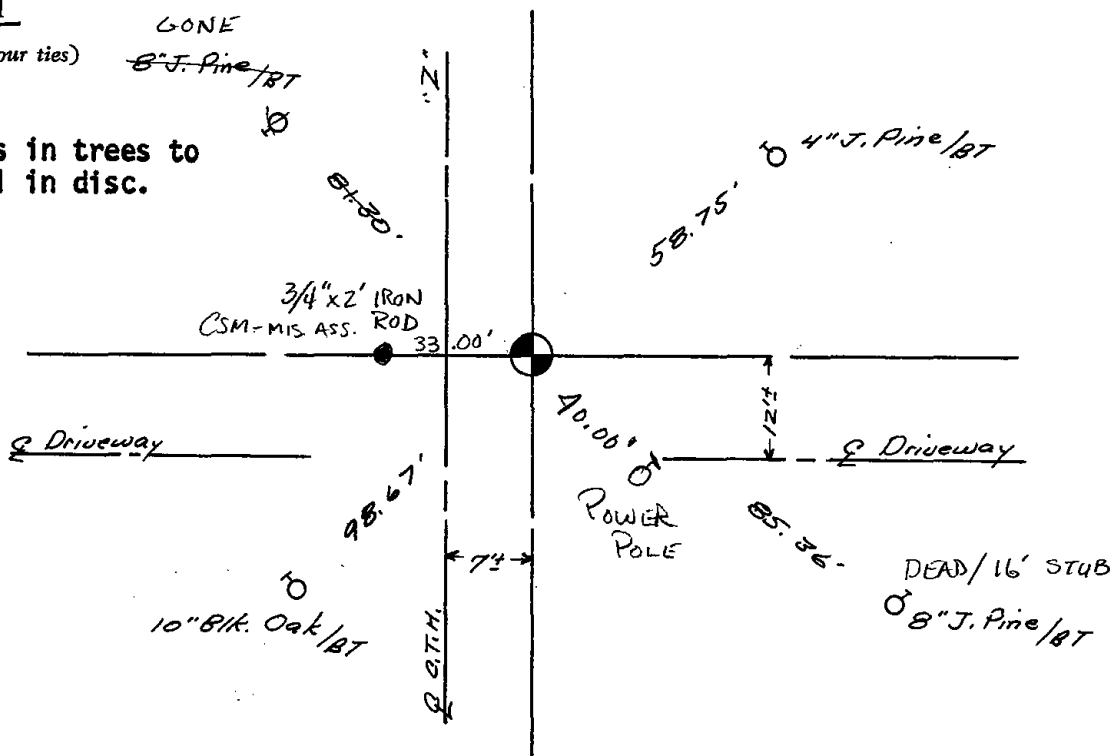 GONE
our ties)
8" J. Pine/BT
"Z"
s in trees to
in disc.
4" J. Pine/BT
81.30'
58.75'
3/4" x 2' IRON
CSM-MIS. ASS. ROD
33.00'
40.00'
12'±
℄ Driveway
℄ Driveway
98.67'
POWER
POLE
85.36'
7'±
DEAD/16' STUB
8" J. Pine/BT
10" Blk. Oak/BT
℄ C.T.H.